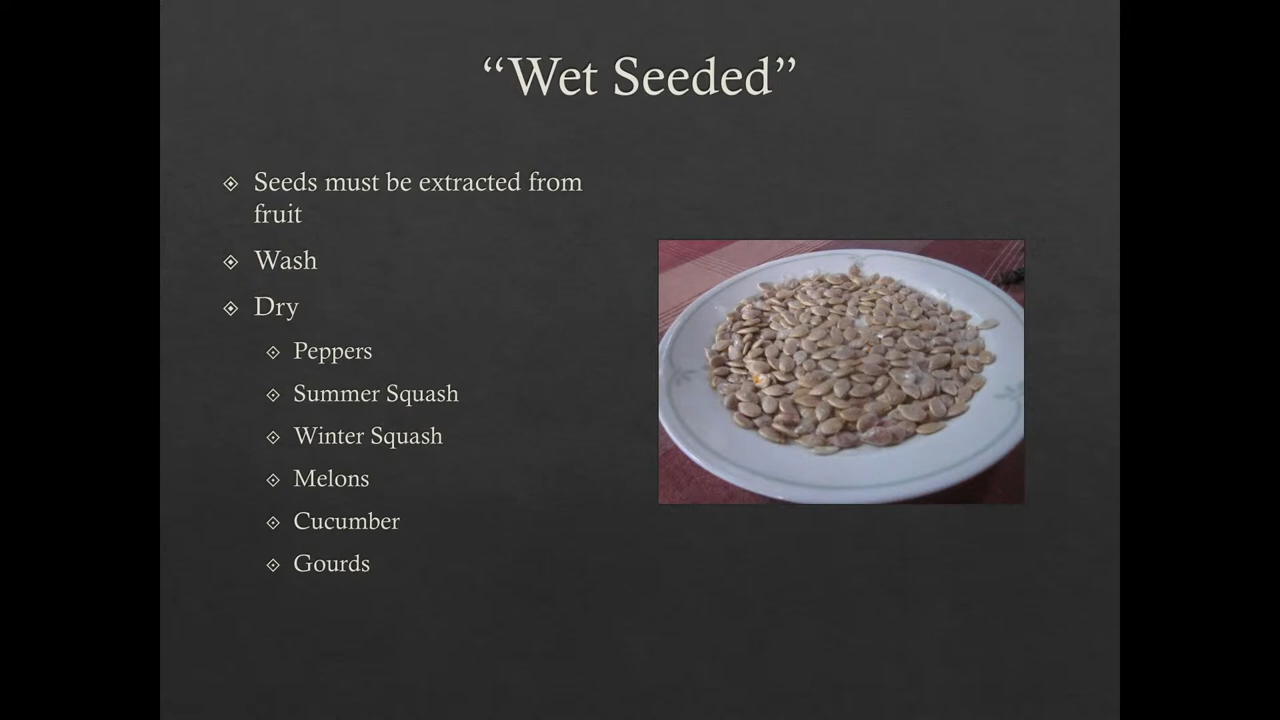 “Wet Seeded”
Seeds must be extracted from
fruit
Wash
Dry
Peppers
Summer Squash
Winter Squash
Melons
Cucumber
Gourds